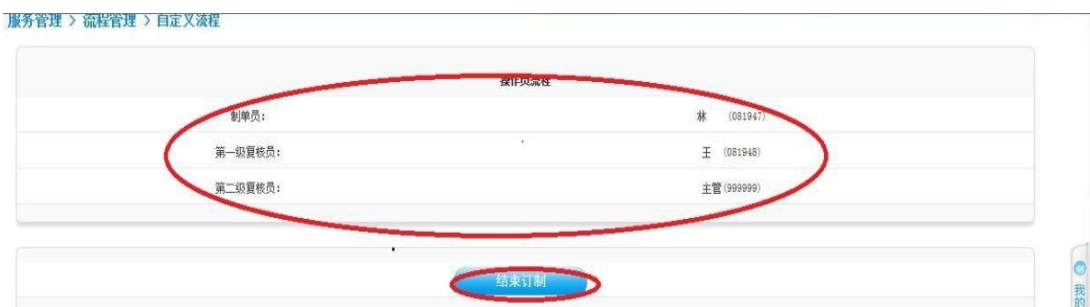 服务管理 > 流程管理 > 自定义流程
操作员流程
制单员: 林 (081947)
第一级复核员: 王 (081948)
第二级复核员: 主管(999999)
结束订制
我的